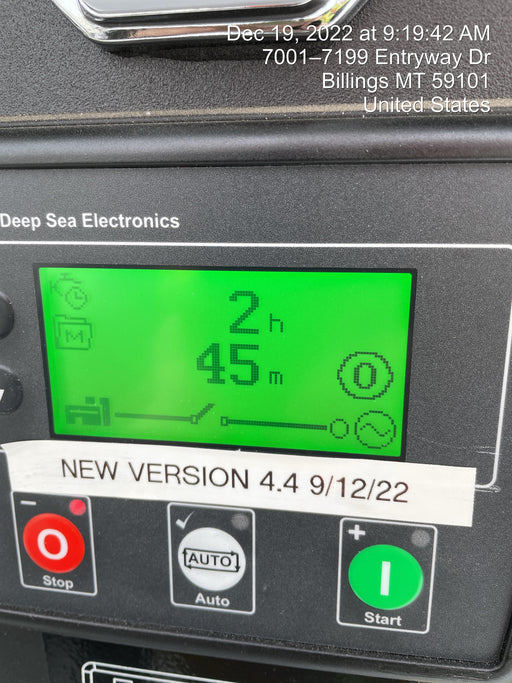 Dec 19, 2022 at 9:19:42 AM
7001–7199 Entryway Dr
Billings MT 59101
United States
Deep Sea Electronics
2 h
M
45 m
0
NEW VERSION 4.4 9/12/22
- O Stop
✓ AUTO Auto
+ I Start